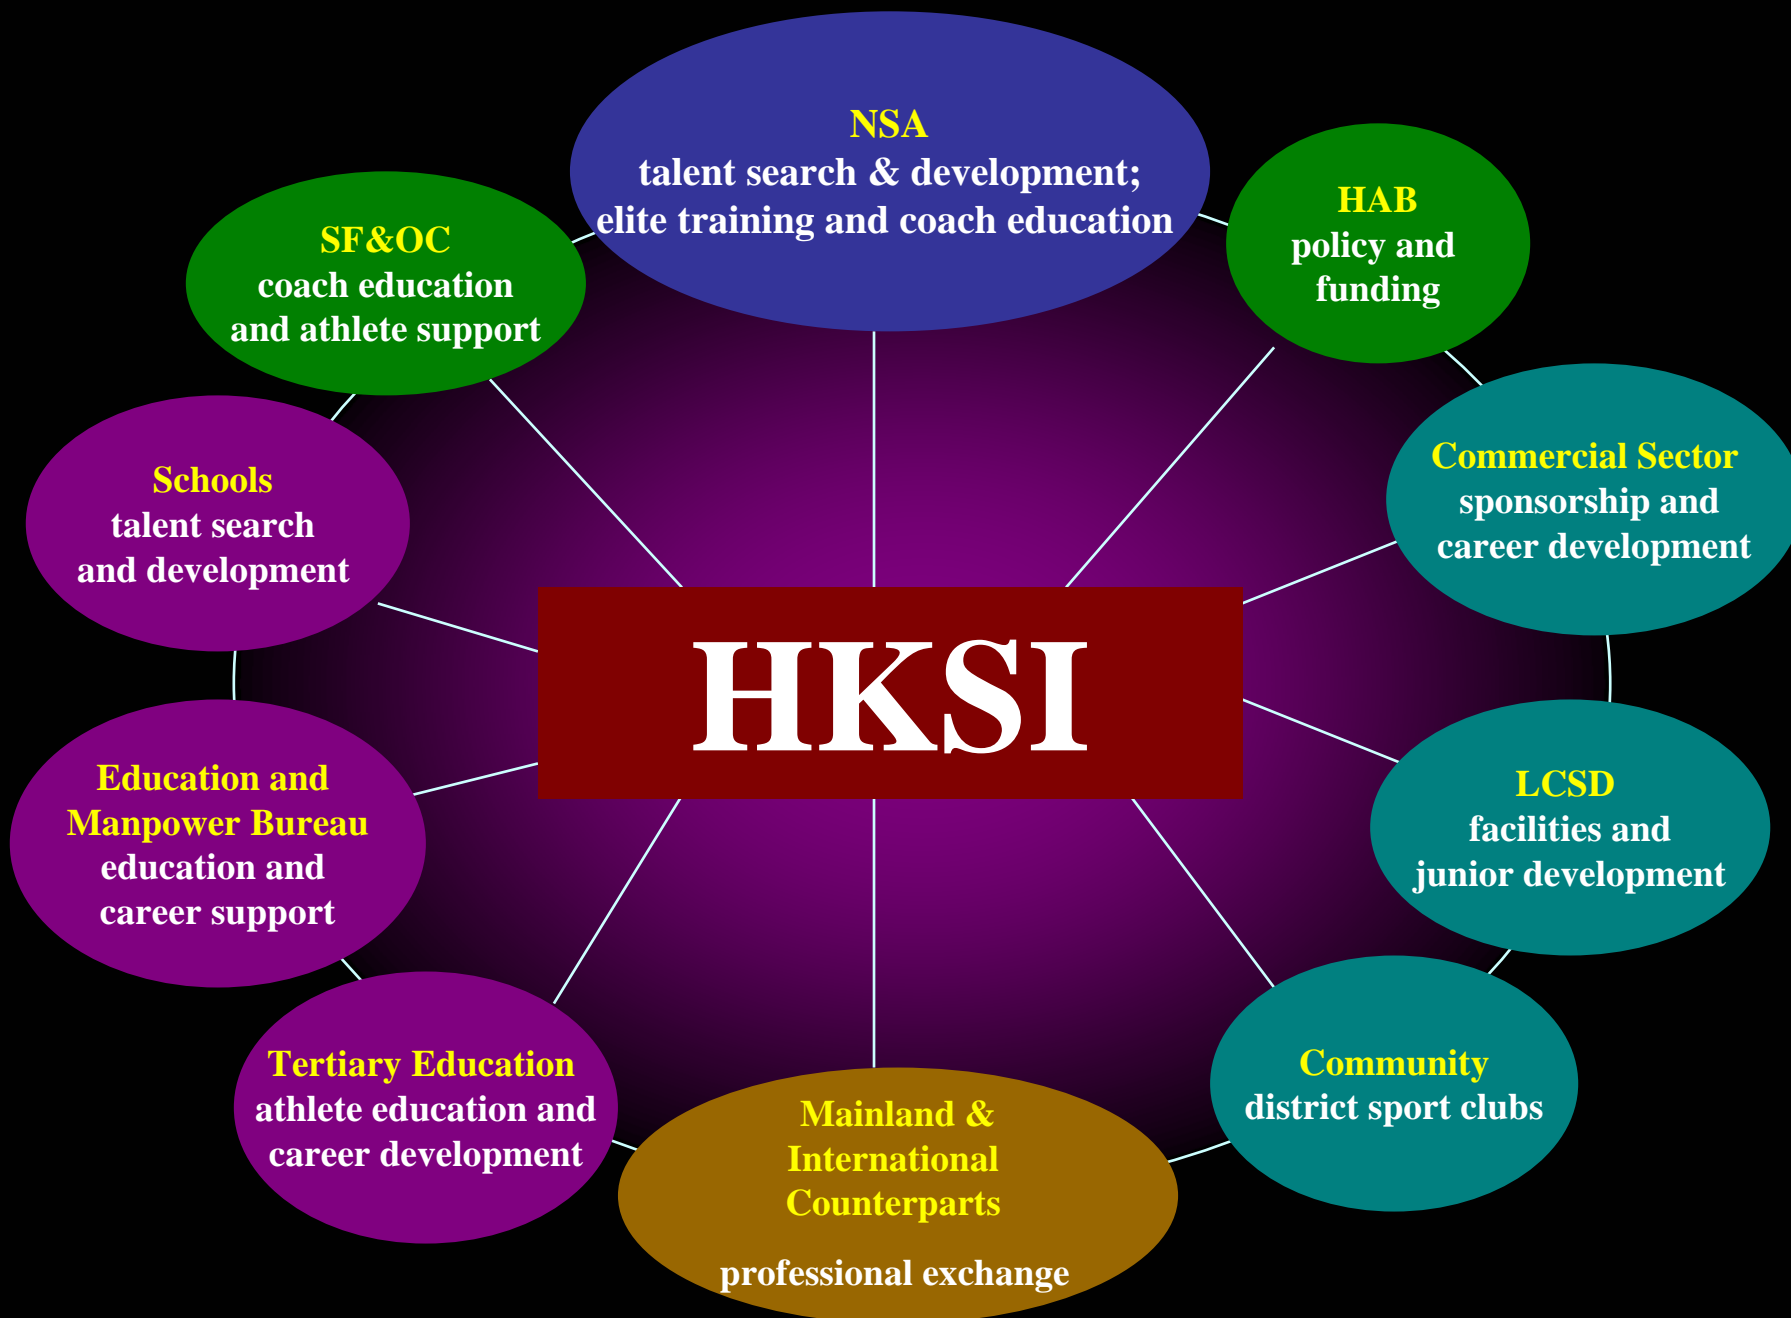 NSA
talent search & development;
elite training and coach education
HAB
policy and
funding
SF&OC
coach education
and athlete support
Commercial Sector
sponsorship and
career development
Schools
talent search
and development
HKSI
Education and
Manpower Bureau
education and
career support
LCSD
facilities and
junior development
Tertiary Education
athlete education and
career development
Community
district sport clubs
Mainland &
International
Counterparts
professional exchange